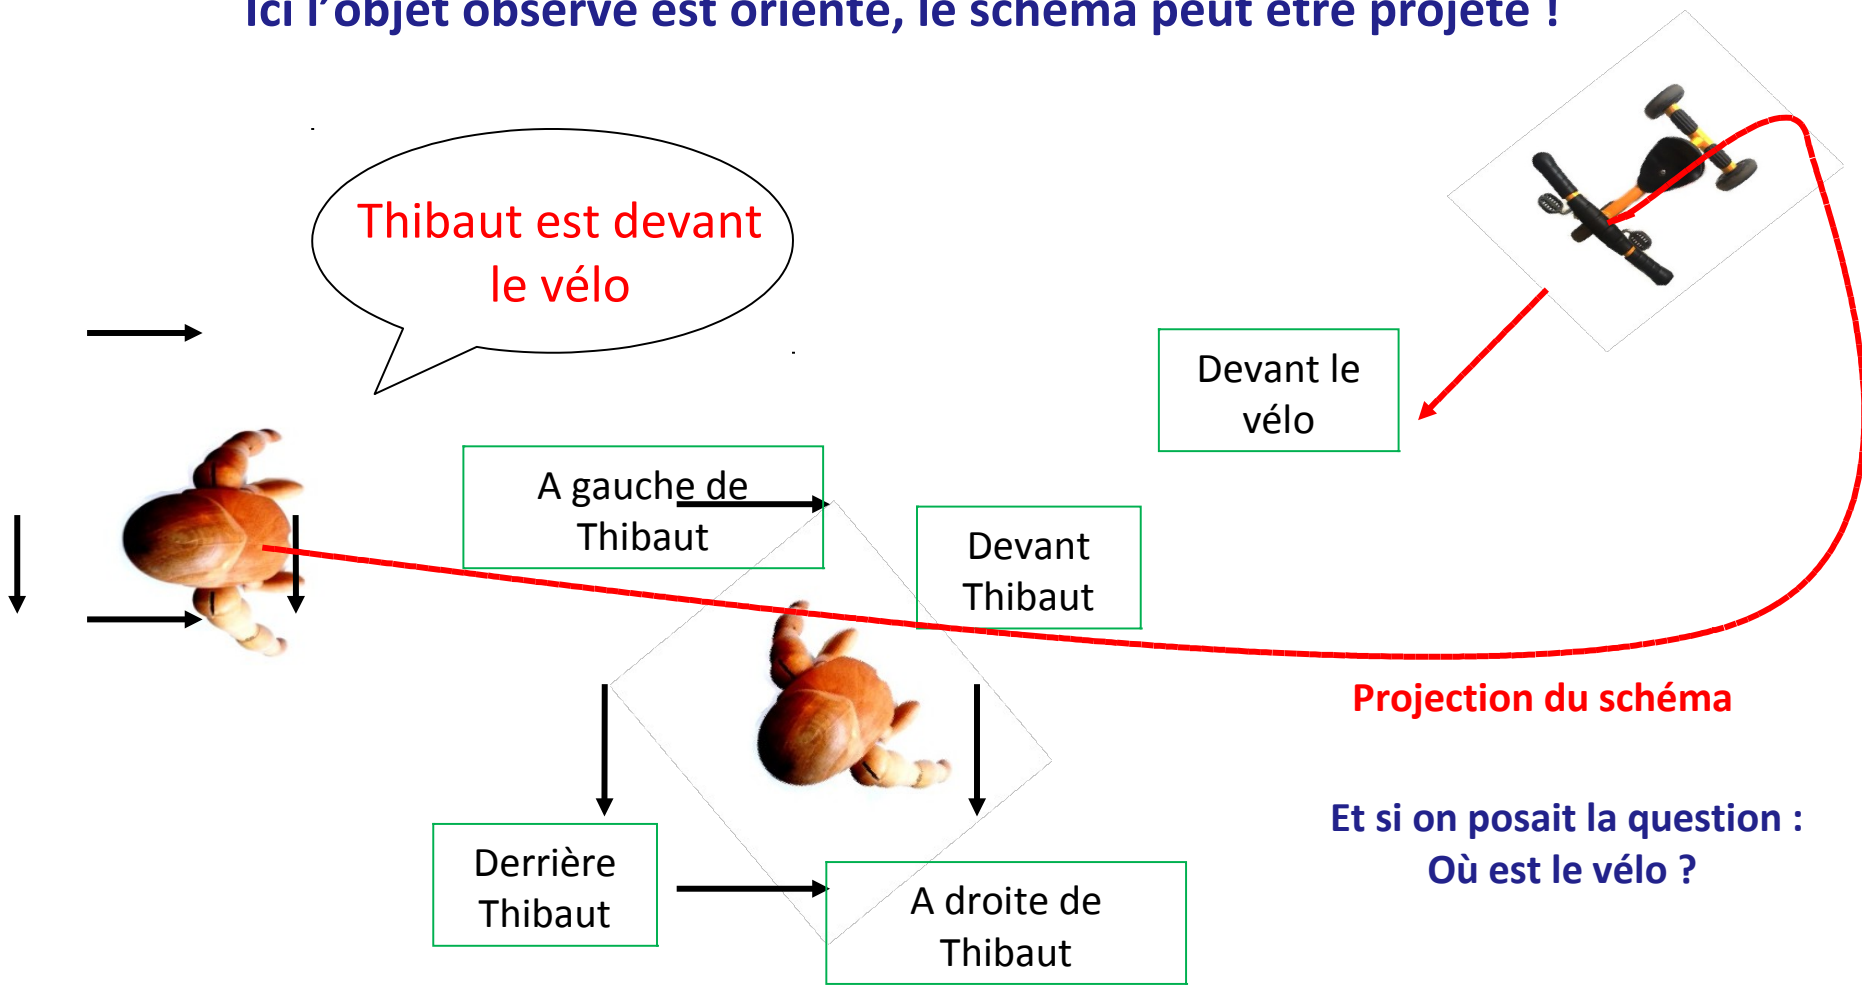 Ici l'objet observé est orienté, le schéma peut être projeté !
Thibaut est devant
le vélo
Devant le
vélo
A gauche de
Thibaut
Devant
Thibaut
Projection du schéma
Et si on posait la question :
Où est le vélo ?
Derrière
Thibaut
A droite de
Thibaut